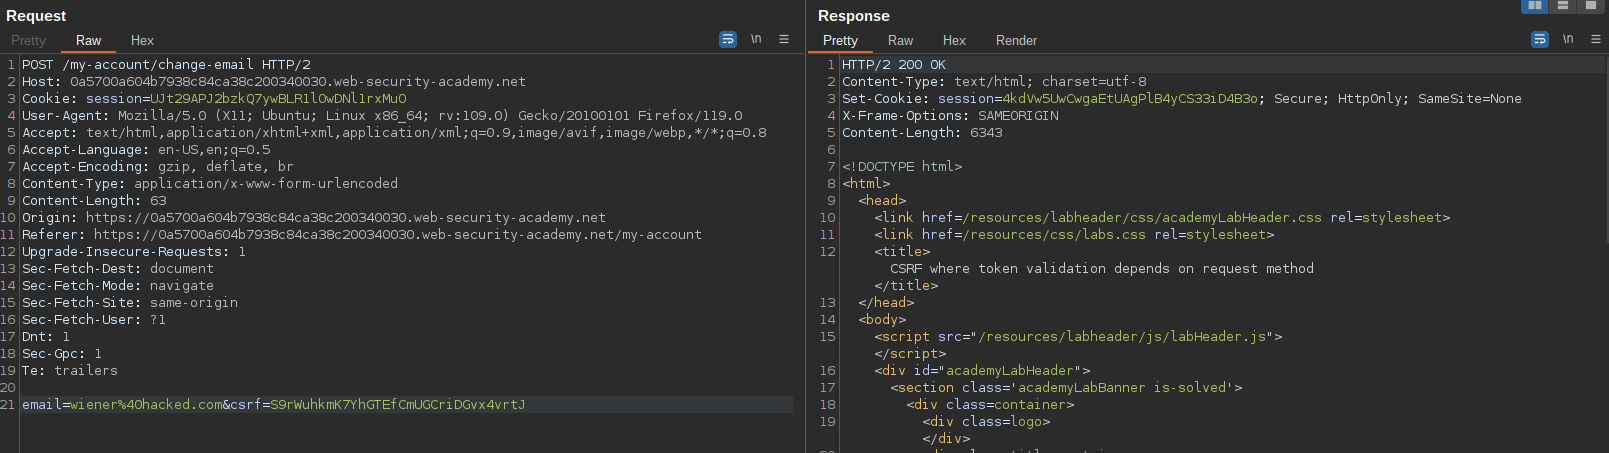 Request
Pretty Raw Hex \n
1 POST /my-account/change-email HTTP/2
2 Host: 0a5700a604b7938c84ca38c200340030.web-security-academy.net
3 Cookie: session=UJt29APJ2bzkQ7ywBLR1lOwDNl1rxMuO
4 User-Agent: Mozilla/5.0 (X11; Ubuntu; Linux x86_64; rv:109.0) Gecko/20100101 Firefox/119.0
5 Accept: text/html,application/xhtml+xml,application/xml;q=0.9,image/avif,image/webp,*/*;q=0.8
6 Accept-Language: en-US,en;q=0.5
7 Accept-Encoding: gzip, deflate, br
8 Content-Type: application/x-www-form-urlencoded
9 Content-Length: 63
10 Origin: https://0a5700a604b7938c84ca38c200340030.web-security-academy.net
11 Referer: https://0a5700a604b7938c84ca38c200340030.web-security-academy.net/my-account
12 Upgrade-Insecure-Requests: 1
13 Sec-Fetch-Dest: document
14 Sec-Fetch-Mode: navigate
15 Sec-Fetch-Site: same-origin
16 Sec-Fetch-User: ?1
17 Dnt: 1
18 Sec-Gpc: 1
19 Te: trailers
20
21 email=wiener%40hacked.com&csrf=S9rWuhkmK7YhGTEfCmUGCriDGvx4vrtJ
Response
Pretty Raw Hex Render \n
1 HTTP/2 200 OK
2 Content-Type: text/html; charset=utf-8
3 Set-Cookie: session=4kdVw5UwCwgaEtUAgPlB4yCS33iD4B3o; Secure; HttpOnly; SameSite=None
4 X-Frame-Options: SAMEORIGIN
5 Content-Length: 6343
6
7 <!DOCTYPE html>
8 <html>
9 <head>
10 <link href=/resources/labheader/css/academyLabHeader.css rel=stylesheet>
11 <link href=/resources/css/labs.css rel=stylesheet>
12 <title>
CSRF where token validation depends on request method
</title>
13 </head>
14 <body>
15 <script src="/resources/labheader/js/labHeader.js">
</script>
16 <div id="academyLabHeader">
17 <section class='academyLabBanner is-solved'>
18 <div class=container>
19 <div class=logo>
</div>